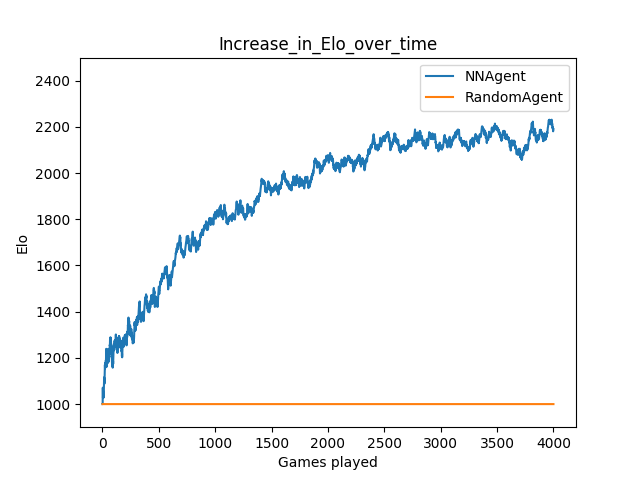 Increase_in_Elo_over_time
NNAgent
RandomAgent
Elo
2400
2200
2000
1800
1600
1400
1200
1000
0 500 1000 1500 2000 2500 3000 3500 4000
Games played